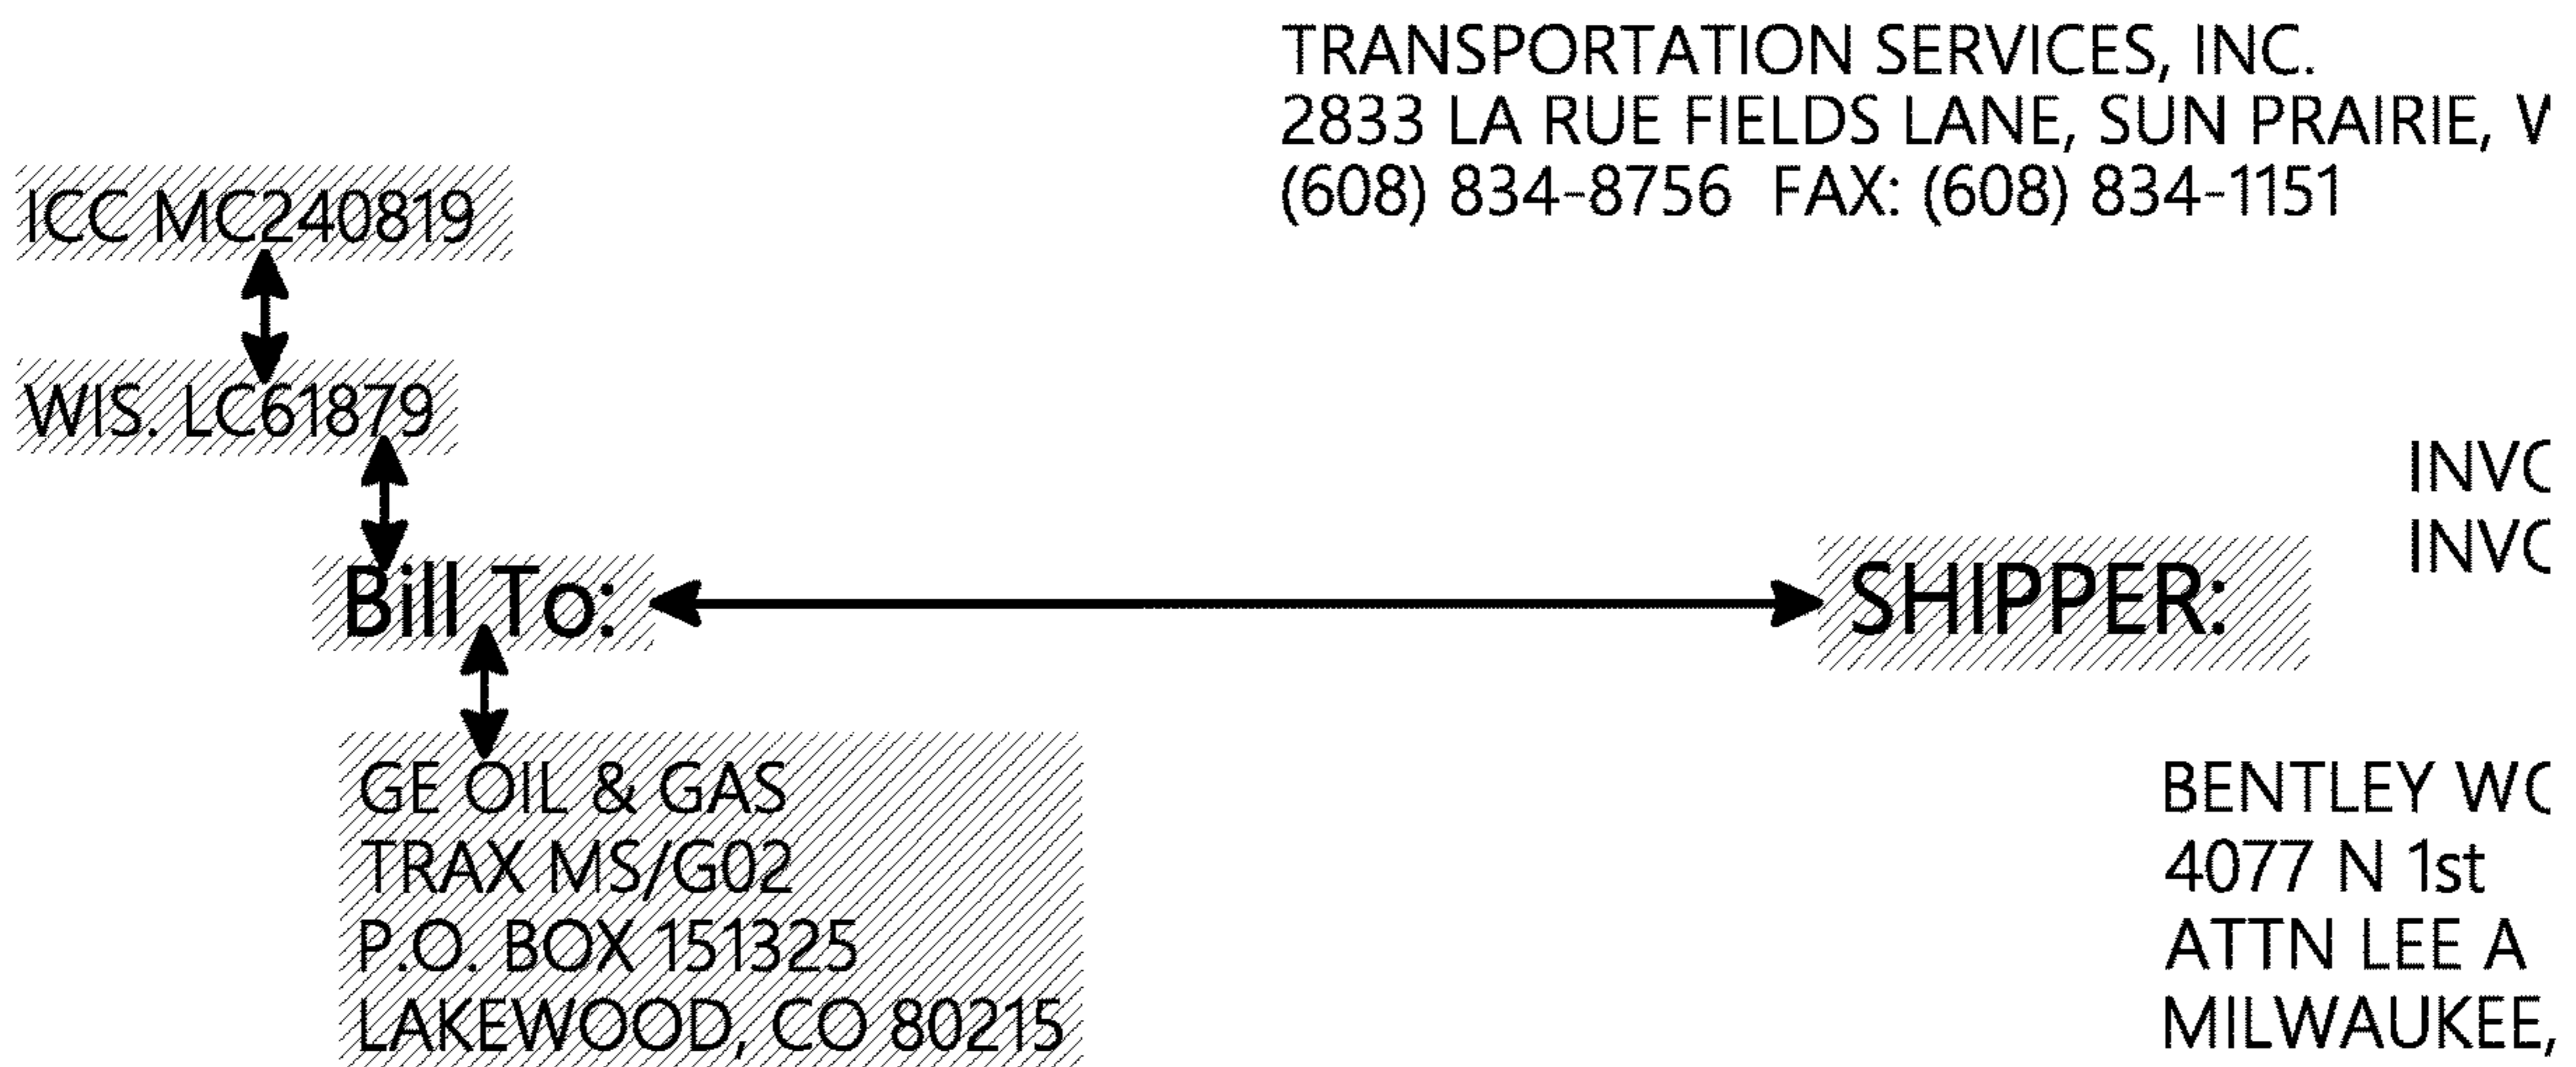 TRANSPORTATION SERVICES, INC.
2833 LA RUE FIELDS LANE, SUN PRAIRIE,
(608) 834-8756 FAX: (608) 834-1151
ICC MC240819
WIS. LC61879
Bill To:
SHIPPER:
GE OIL & GAS
TRAX MS/G02
P.O. BOX 151325
LAKEWOOD, CO 80215
BENTLEY
4077 N 1st
ATTN LEE A
MILWAUKEE,